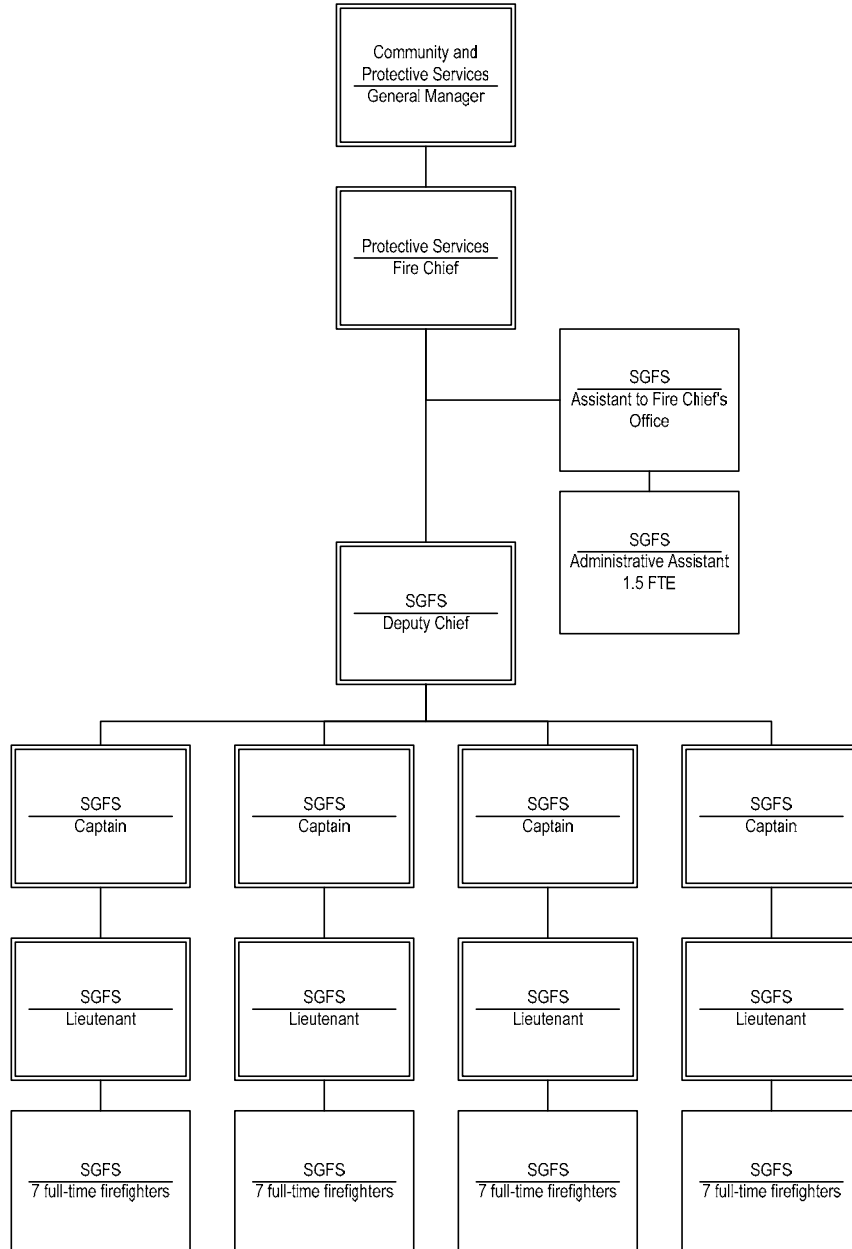 Community and
Protective Services
General Manager
Protective Services
Fire Chief
SGFS
Assistant to Fire Chief's
Office
SGFS
Administrative Assistant
1.5 FTE
SGFS
Deputy Chief
SGFS
Captain
SGFS
Captain
SGFS
Captain
SGFS
Captain
SGFS
Lieutenant
SGFS
Lieutenant
SGFS
Lieutenant
SGFS
Lieutenant
SGFS
7 full-time firefighters
SGFS
7 full-time firefighters
SGFS
7 full-time firefighters
SGFS
7 full-time firefighters